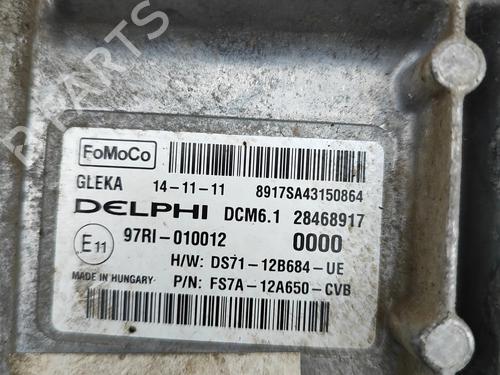 B PARTS
FoMoCo
GLEKA 14-11-11 8917SA43150864
DELPHI DCM6.1 28468917
E11 97RI-010012 0000
H/W: DS71-12B684-UE
MADE IN HUNGARY P/N: FS7A-12A650-CVB